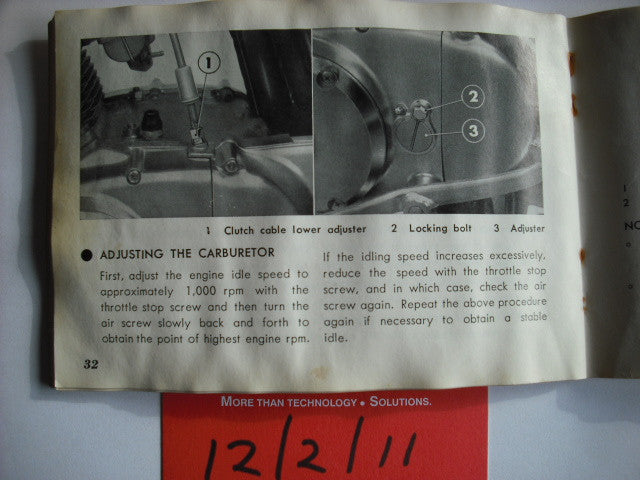 1
2
3
1 Clutch cable lower adjuster 2 Locking bolt 3 Adjuster
● ADJUSTING THE CARBURETOR
First, adjust the engine idle speed to
approximately 1,000 rpm with the
throttle stop screw and then turn the
air screw slowly back and forth to
obtain the point of highest engine rpm.
If the idling speed increases excessively,
reduce the speed with the throttle stop
screw, and in which case, check the air
screw again. Repeat the above procedure
again if necessary to obtain a stable
idle.
32
1
2
NO
MORE THAN TECHNOLOGY • SOLUTIONS.
12/2/11